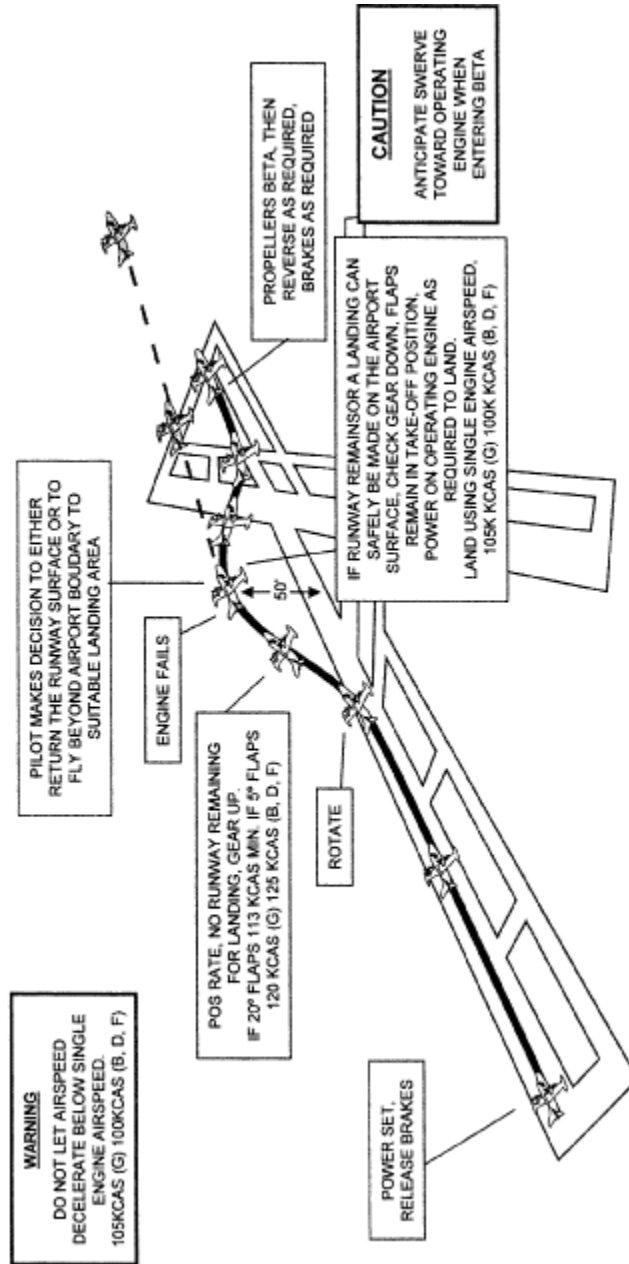 WARNING
DO NOT LET AIRSPEED
DECELERATE BELOW SINGLE
ENGINE AIRSPEED.
105KCAS (G) 100KCAS (B, D, F)
PILOT MAKES DECISION TO EITHER
RETURN THE RUNWAY SURFACE OR TO
FLY BEYOND AIRPORT BOUDARY TO
SUITABLE LANDING AREA
ENGINE FAILS
POS RATE, NO RUNWAY REMAINING
FOR LANDING, GEAR UP.
IF 20º FLAPS 113 KCAS MIN. IF 5º FLAPS
120 KCAS (G) 125 KCAS (B, D, F)
ROTATE
POWER SET,
RELEASE BRAKES
50'
PROPELLERS BETA, THEN
REVERSE AS REQUIRED,
BRAKES AS REQUIRED
IF RUNWAY REMAINSOR A LANDING CAN
SAFELY BE MADE ON THE AIRPORT
SURFACE, CHECK GEAR DOWN, FLAPS
REMAIN IN TAKE-OFF POSITION,
POWER ON OPERATING ENGINE AS
REQUIRED TO LAND.
LAND USING SINGLE ENGINE AIRSPEED,
105K KCAS (G) 100K KCAS (B, D, F)
CAUTION
ANTICIPATE SWERVE
TOWARD OPERATING
ENGINE WHEN
ENTERING BETA